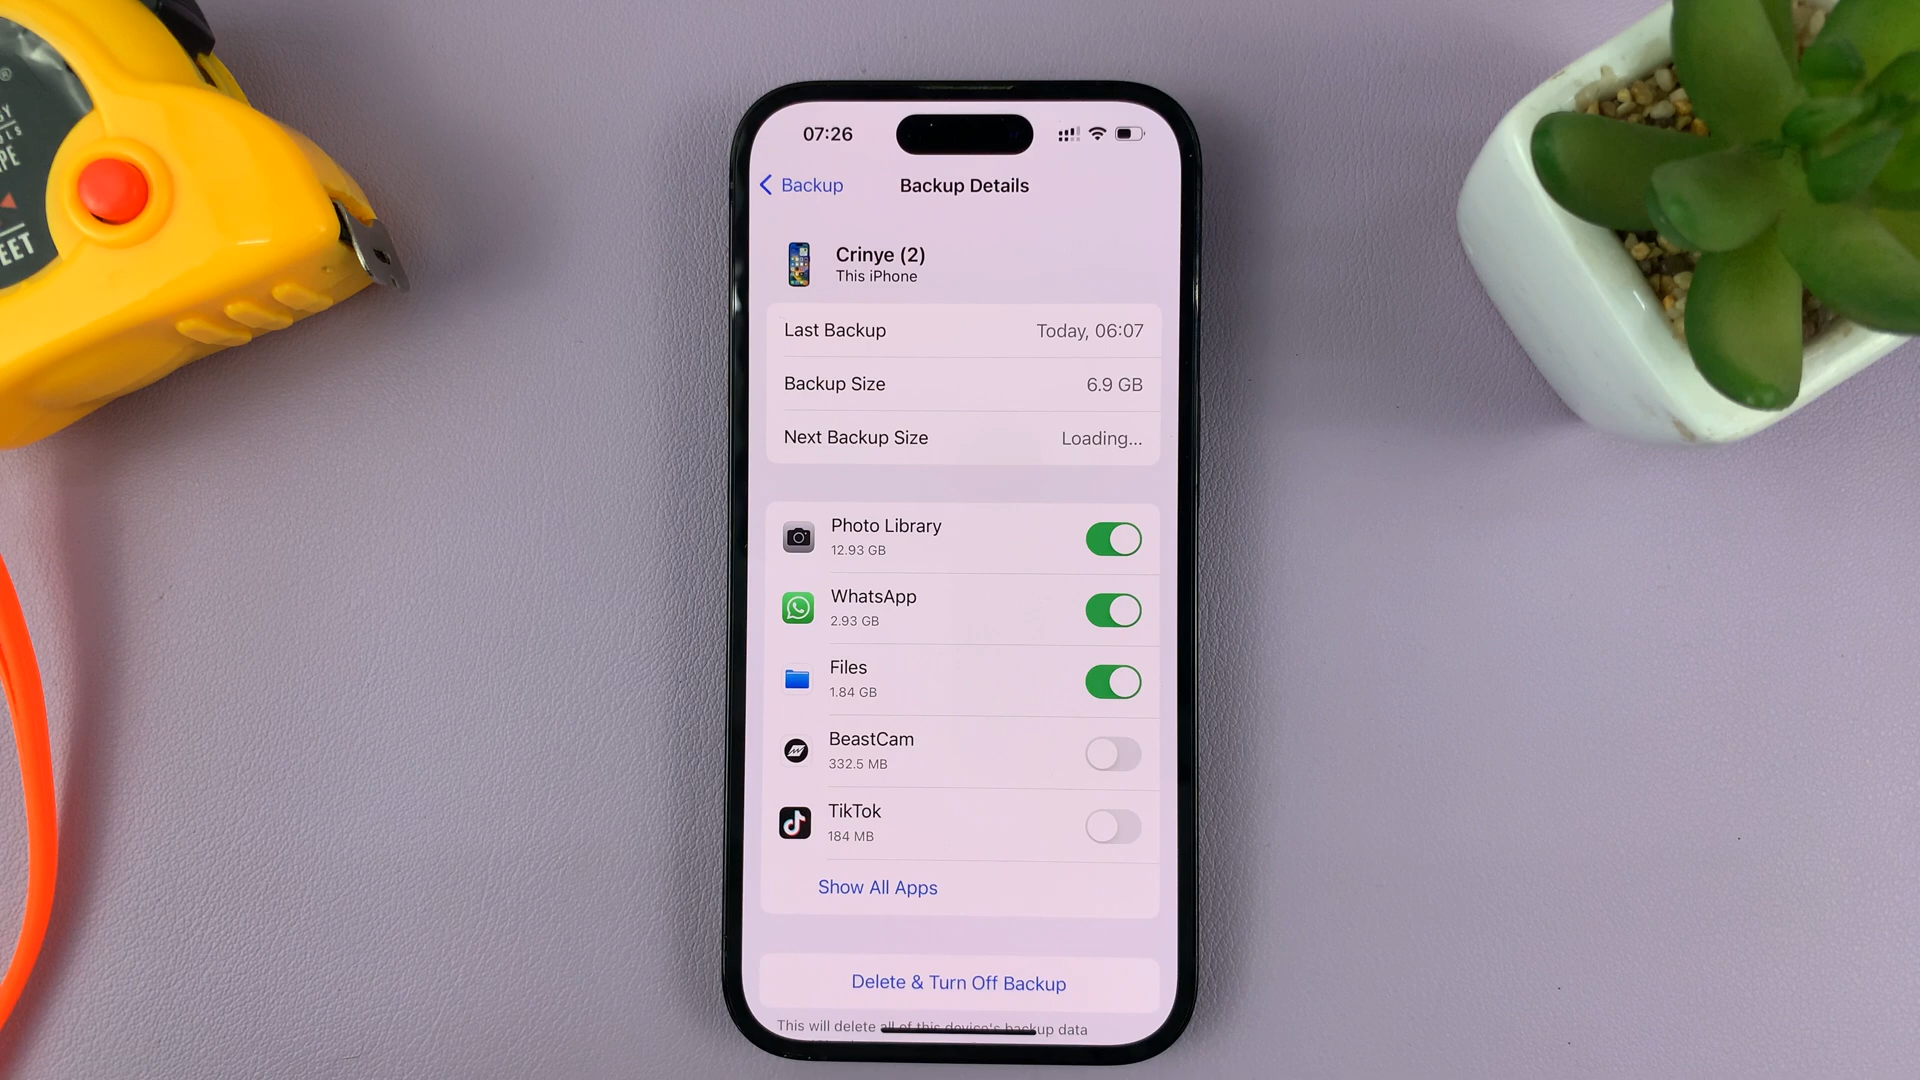 07:26
Backup
Backup Details
Crinye (2)
This iPhone
Last Backup
Today, 06:07
Backup Size
6.9 GB
Next Backup Size
Loading...
Photo Library
12.93 GB
WhatsApp
2.93 GB
Files
1.84 GB
BeastCam
332.5 MB
TikTok
184 MB
Show All Apps
Delete & Turn Off Backup
This will delete all of this device's backup data
®